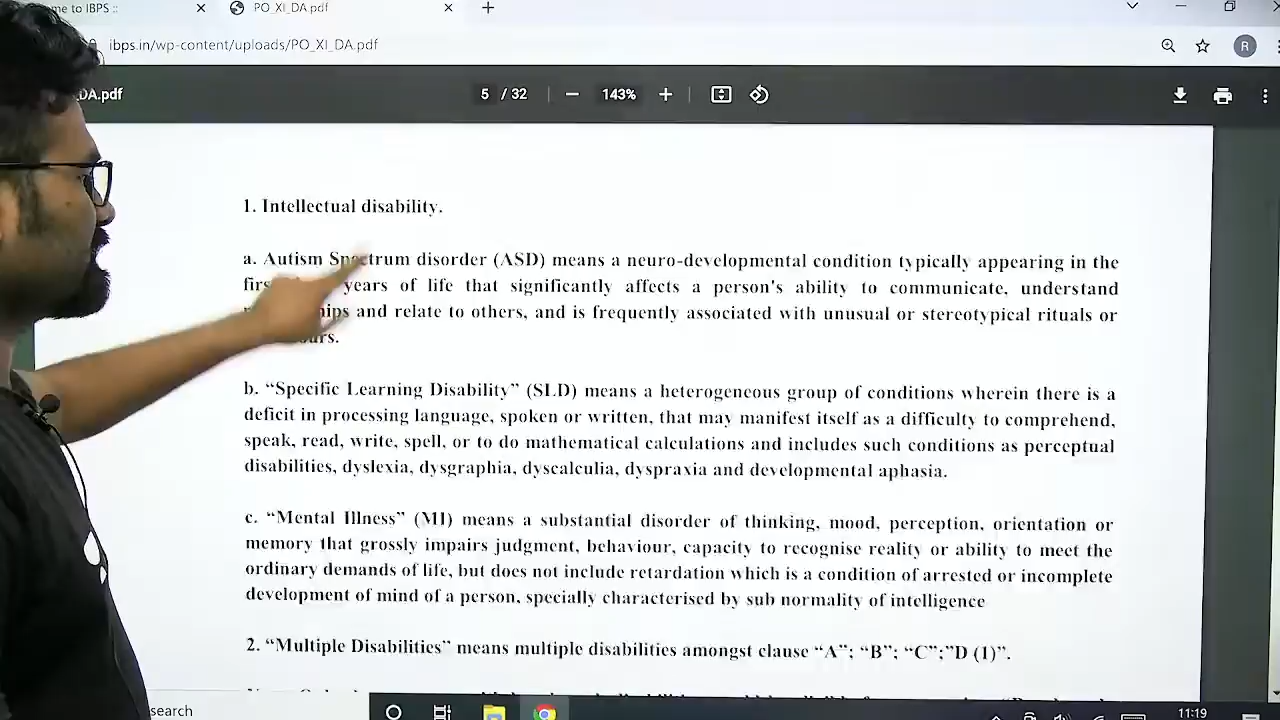 me to IBPS ::
PO_XI_DA.pdf
ibps.in/wp-content/uploads/PO_XI_DA.pdf
R
DA.pdf
5 / 32
143%
1. Intellectual disability.
a. Autism Spectrum disorder (ASD) means a neuro-developmental condition typically appearing in the
years of life that significantly affects a person's ability to communicate, understand
and relate to others, and is frequently associated with unusual or stereotypical rituals or
b. “Specific Learning Disability” (SLD) means a heterogeneous group of conditions wherein there is a
deficit in processing language, spoken or written, that may manifest itself as a difficulty to comprehend,
speak, read, write, spell, or to do mathematical calculations and includes such conditions as perceptual
disabilities, dyslexia, dysgraphia, dyscalculia, dyspraxia and developmental aphasia.
c. “Mental Illness” (MI) means a substantial disorder of thinking, mood, perception, orientation or
memory that grossly impairs judgment, behaviour, capacity to recognise reality or ability to meet the
ordinary demands of life, but does not include retardation which is a condition of arrested or incomplete
development of mind of a person, specially characterised by sub normality of intelligence
2. “Multiple Disabilities” means multiple disabilities amongst clause “A”; “B”; “C”;”D (1)”.
search
11:19